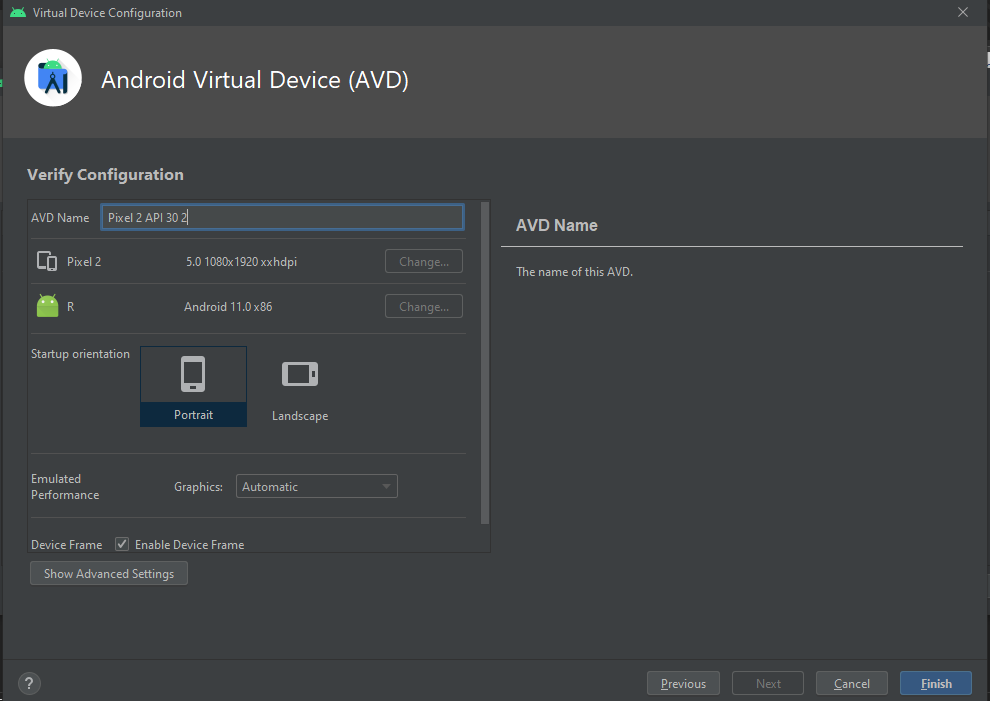 Virtual Device Configuration
Android Virtual Device (AVD)
Verify Configuration
AVD Name Pixel 2 API 30 2
Pixel 2 5.0 1080x1920 xxhdpi Change...
R Android 11.0 x86 Change...
Startup orientation
Portrait
Landscape
Emulated
Performance
Graphics: Automatic
Device Frame Enable Device Frame
Show Advanced Settings
AVD Name
The name of this AVD.
?
Previous Next Cancel Finish